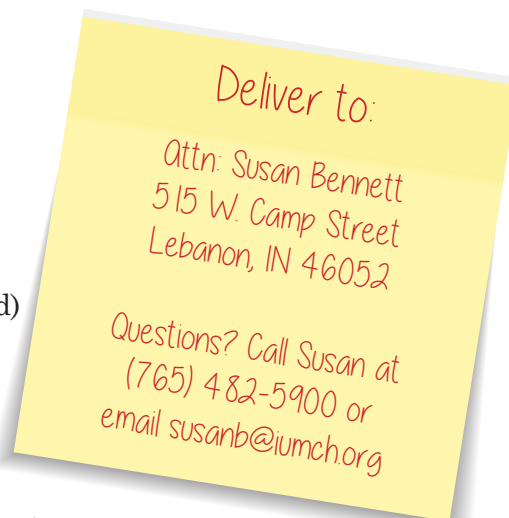 Deliver to:
Attn: Susan Bennett
515 W. Camp Street
Lebanon, IN 46052
d)
Questions? Call Susan at
(765) 482-5900 or
email susanb@iumch.org